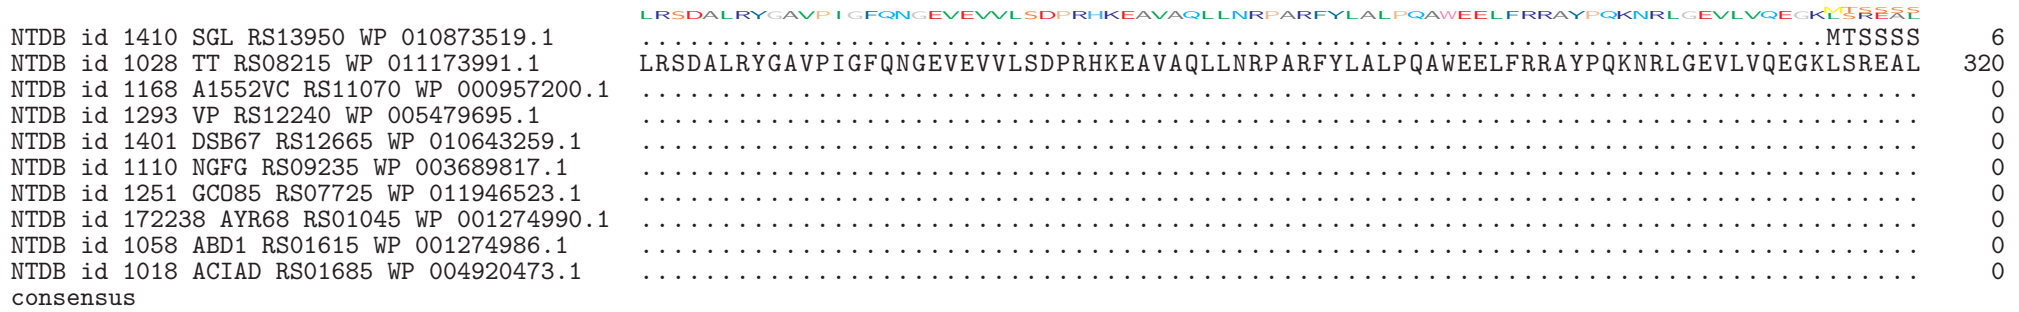 LRSDALRYGAVPIGFQNGEVEVVLSDPRHKEAVAQLLNRPARFYLALPQAWEELFRRAYPQKNRLGEVLVQEGKLSREAL
NTDB id 1410 SGL RS13950 WP 010873519.1 ..........................................................................MTSSSS 6
NTDB id 1028 TT RS08215 WP 011173991.1 LRSDALRYGAVPIGFQNGEVEVVLSDPRHKEAVAQLLNRPARFYLALPQAWEELFRRAYPQKNRLGEVLVQEGKLSREAL 320
NTDB id 1168 A1552VC RS11070 WP 000957200.1 ................................................................................ 0
NTDB id 1293 VP RS12240 WP 005479695.1 ................................................................................ 0
NTDB id 1401 DSB67 RS12665 WP 010643259.1 ................................................................................ 0
NTDB id 1110 NGFG RS09235 WP 003689817.1 ................................................................................ 0
NTDB id 1251 GCO85 RS07725 WP 011946523.1 ................................................................................ 0
NTDB id 172238 AYR68 RS01045 WP 001274990.1 ................................................................................ 0
NTDB id 1058 ABD1 RS01615 WP 001274986.1 ................................................................................ 0
NTDB id 1018 ACIAD RS01685 WP 004920473.1 ................................................................................ 0
consensus